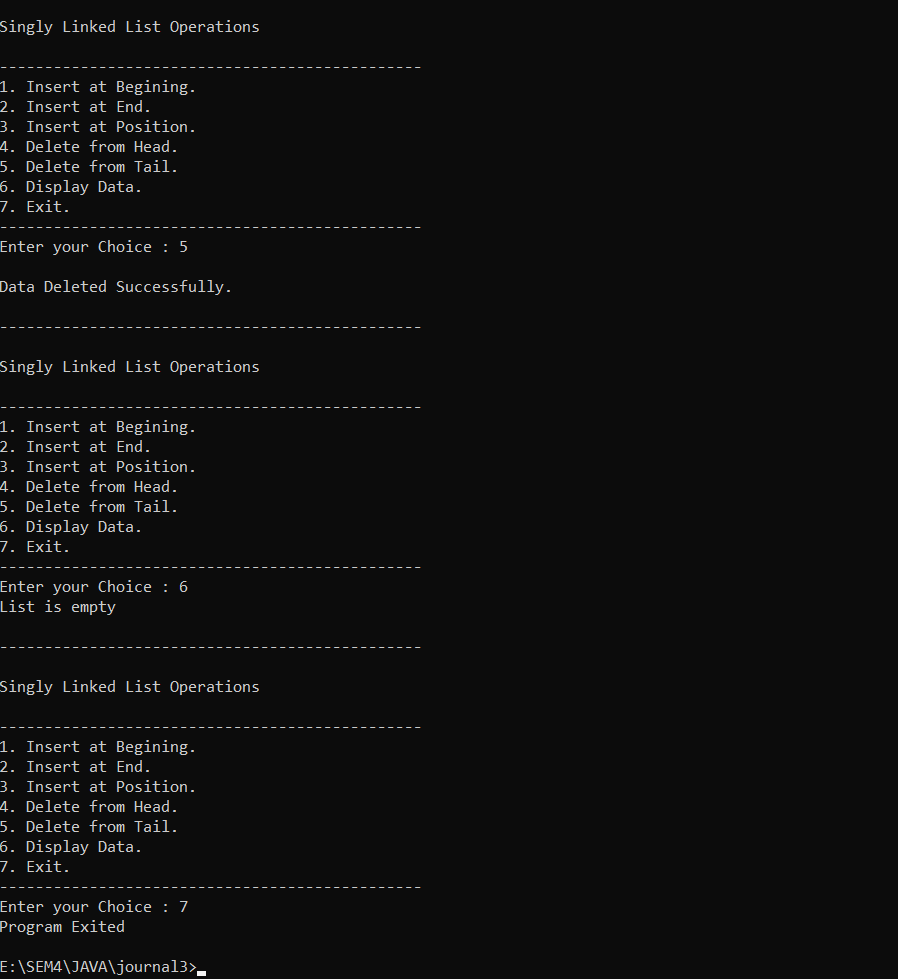 Singly Linked List Operations
-----------------------------------------------
1. Insert at Begining.
2. Insert at End.
3. Insert at Position.
4. Delete from Head.
5. Delete from Tail.
6. Display Data.
7. Exit.
-----------------------------------------------
Enter your Choice : 5
Data Deleted Successfully.
-----------------------------------------------
Singly Linked List Operations
-----------------------------------------------
1. Insert at Begining.
2. Insert at End.
3. Insert at Position.
4. Delete from Head.
5. Delete from Tail.
6. Display Data.
7. Exit.
-----------------------------------------------
Enter your Choice : 6
List is empty
-----------------------------------------------
Singly Linked List Operations
-----------------------------------------------
1. Insert at Begining.
2. Insert at End.
3. Insert at Position.
4. Delete from Head.
5. Delete from Tail.
6. Display Data.
7. Exit.
-----------------------------------------------
Enter your Choice : 7
Program Exited
E:\SEM4\JAVA\journal3>